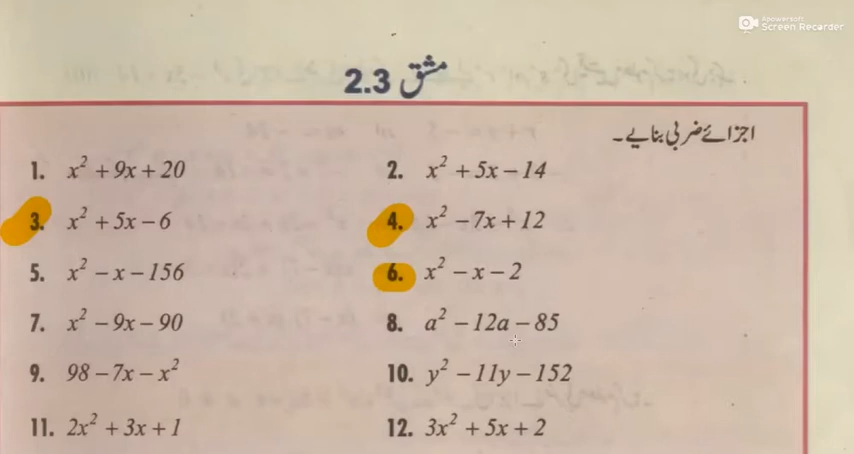 Apowersoft
Screen Recorder
مشق 2.3
اجزائے ضربی بنایے۔
1. x² + 9x + 20
2. x² + 5x − 14
3. x² + 5x − 6
4. x² − 7x + 12
5. x² − x − 156
6. x² − x − 2
7. x² − 9x − 90
8. a² − 12a − 85
9. 98 − 7x − x²
10. y² − 11y − 152
11. 2x² + 3x + 1
12. 3x² + 5x + 2